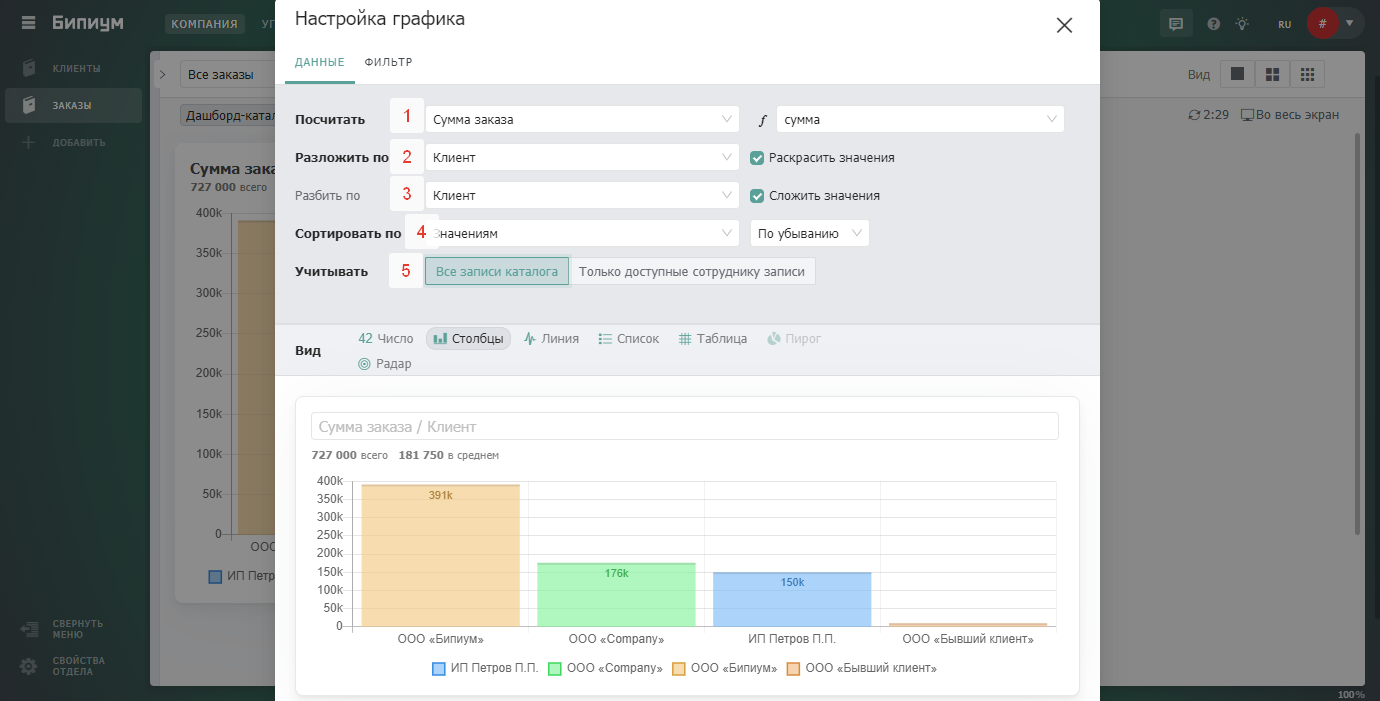 Настройка графика
Бипиум
КОМПАНИЯ
УП
RU
#
ДАННЫЕ ФИЛЬТР
КЛИЕНТЫ
ЗАКАЗЫ
ДОБАВИТЬ
Все заказы
Вид
Дашборд-катал
2:29 Во весь экран
Посчитать 1 Сумма заказа f сумма
Разложить по 2 Клиент Раскрасить значения
Разбить по 3 Клиент Сложить значения
Сортировать по 4 Значениям По убыванию
Учитывать 5 Все записи каталога Только доступные сотруднику записи
Сумма зака
727 000 всего
400k
350k
300k
250k
200k
150k
100k
50k
0
ООО
ИП Петр
Вид
42 Число Столбцы Линия Список Таблица Пирог
Радар
Сумма заказа / Клиент
727 000 всего 181 750 в среднем
400k
350k
300k
250k
200k
150k
100k
50k
0
391k
176k
150k
ООО «Бипиум» ООО «Company» ИП Петров П.П. ООО «Бывший клиент»
ИП Петров П.П. ООО «Company» ООО «Бипиум» ООО «Бывший клиент»
СВЕРНУТЬ
МЕНЮ
СВОЙСТВА
ОТДЕЛА
100%